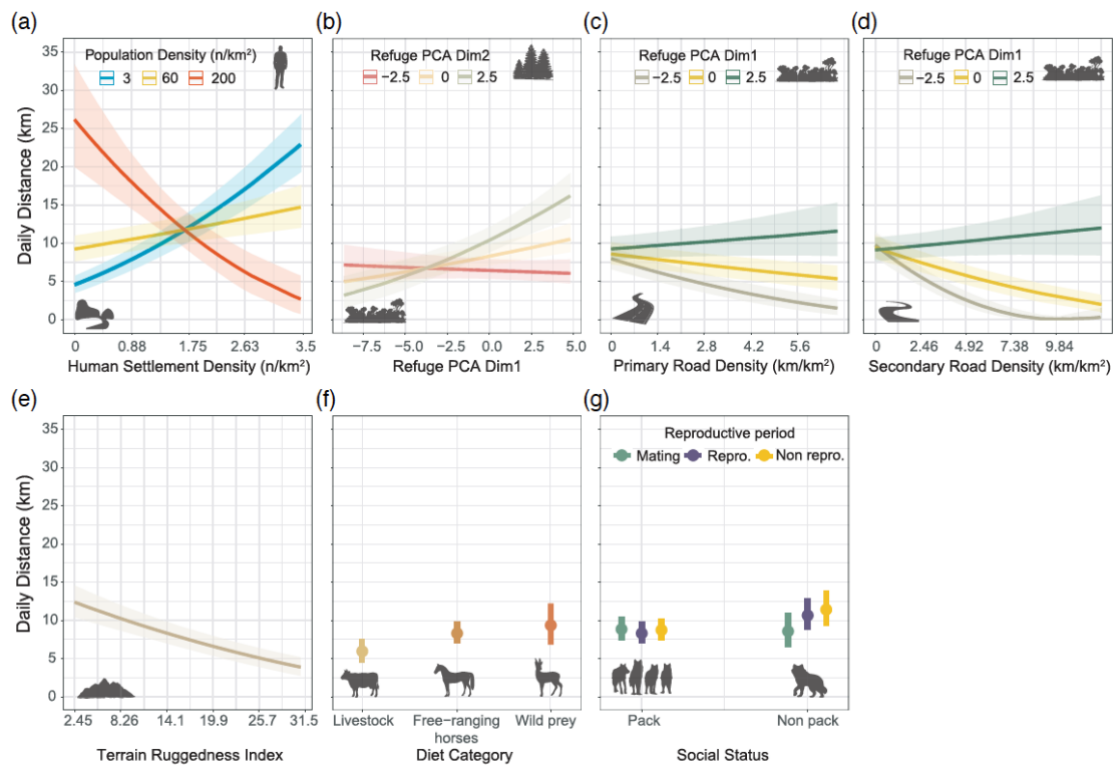 (a)
(b)
(c)
(d)
Population Density (n/km²)
3 60 200
Refuge PCA Dim2
−2.5 0 2.5
Refuge PCA Dim1
−2.5 0 2.5
Refuge PCA Dim1
−2.5 0 2.5
Daily Distance (km)
35
30
25
20
15
10
5
0
0 0.88 1.75 2.63 3.5
Human Settlement Density (n/km²)
−7.5 −5.0 −2.5 0.0 2.5 5.0
Refuge PCA Dim1
0 1.4 2.8 4.2 5.6
Primary Road Density (km/km²)
0 2.46 4.92 7.38 9.84
Secondary Road Density (km/km²)
(e)
(f)
(g)
Daily Distance (km)
35
30
25
20
15
10
5
0
2.45 8.26 14.1 19.9 25.7 31.5
Terrain Ruggedness Index
Livestock Free−ranging Wild prey
horses
Diet Category
Reproductive period
Mating Repro. Non repro.
Pack Non pack
Social Status